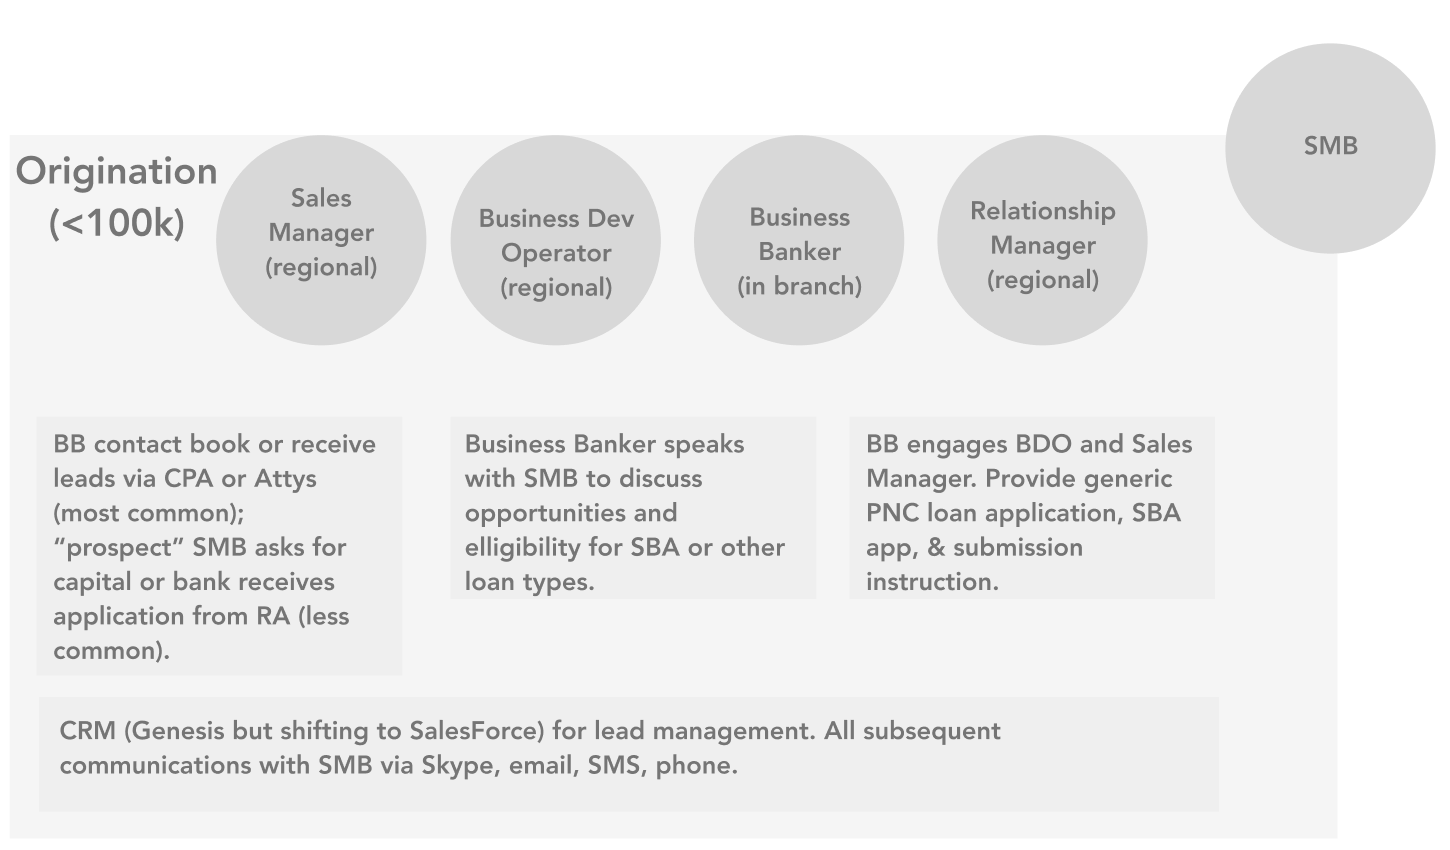 Origination
(<100k)
Sales
Manager
(regional)
Business Dev
Operator
(regional)
Business
Banker
(in branch)
Relationship
Manager
(regional)
SMB
BB contact book or receive
leads via CPA or Attys
(most common);
“prospect” SMB asks for
capital or bank receives
application from RA (less
common).
Business Banker speaks
with SMB to discuss
opportunities and
elligibility for SBA or other
loan types.
BB engages BDO and Sales
Manager. Provide generic
PNC loan application, SBA
app, & submission
instruction.
CRM (Genesis but shifting to SalesForce) for lead management. All subsequent
communications with SMB via Skype, email, SMS, phone.